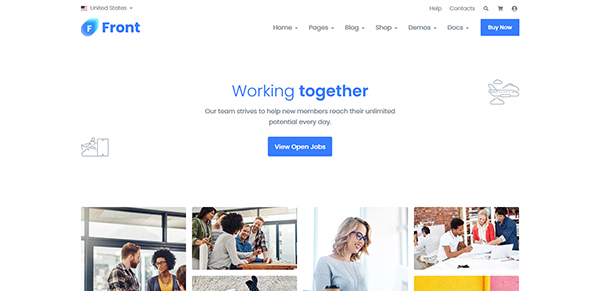 United States
Help Contacts
Front
Home Pages Blog Shop Demos Docs Buy Now
Working together
Our team strives to help new members reach their unlimited
potential every day.
View Open Jobs